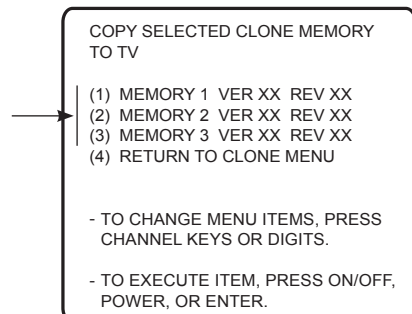 COPY SELECTED CLONE MEMORY
TO TV
(1) MEMORY 1 VER XX REV XX
(2) MEMORY 2 VER XX REV XX
(3) MEMORY 3 VER XX REV XX
(4) RETURN TO CLONE MENU
- TO CHANGE MENU ITEMS, PRESS
CHANNEL KEYS OR DIGITS.
- TO EXECUTE ITEM, PRESS ON/OFF,
POWER, OR ENTER.